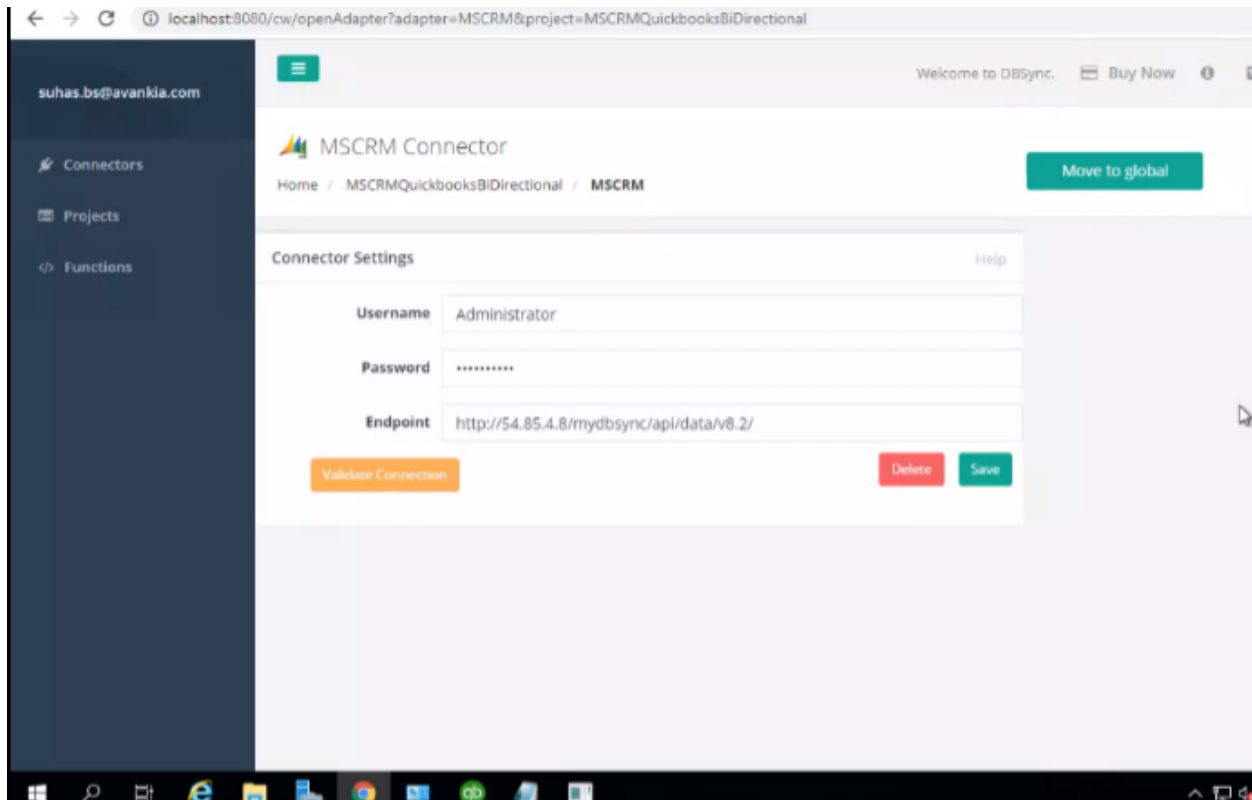 localhost:8080/cw/openAdapter?adapter=MSCRM&project=MSCRMQuickbooksBiDirectional
suhas.bs@avankia.com
Welcome to DBSync. Buy Now
Connectors
Projects
Functions
MSCRM Connector
Home / MSCRMQuickbooksBiDirectional / MSCRM
Move to global
Connector Settings Help
Username Administrator
Password ••••••••••
Endpoint http://54.85.4.8/mydbsync/api/data/v8.2/
Validate Connection Delete Save
qb